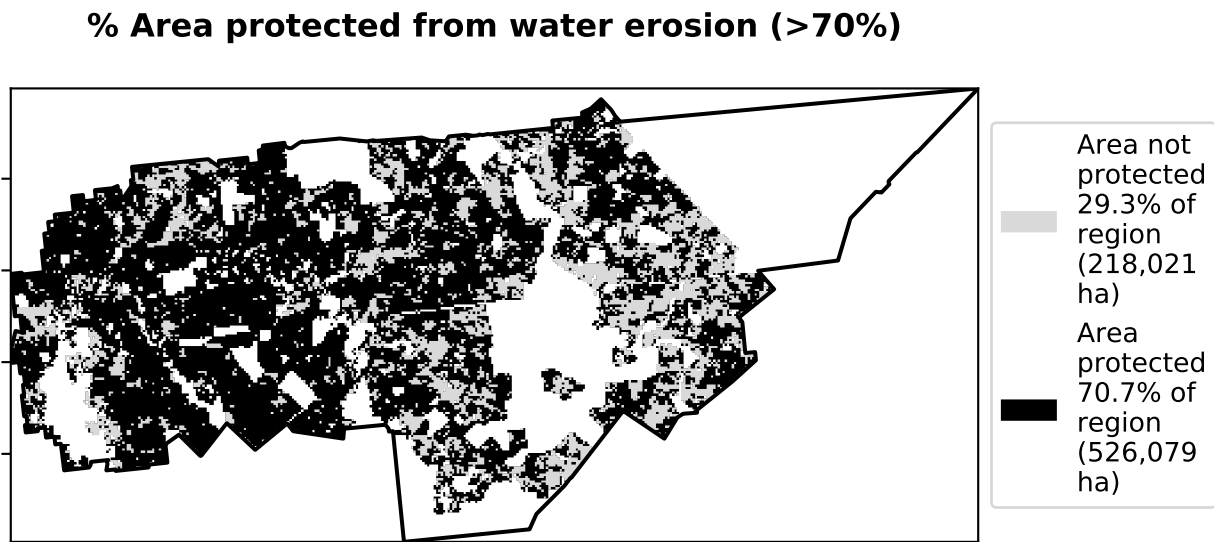 % Area protected from water erosion (>70%)
Area not
protected
29.3% of
region
(218,021
ha)
Area
protected
70.7% of
region
(526,079
ha)